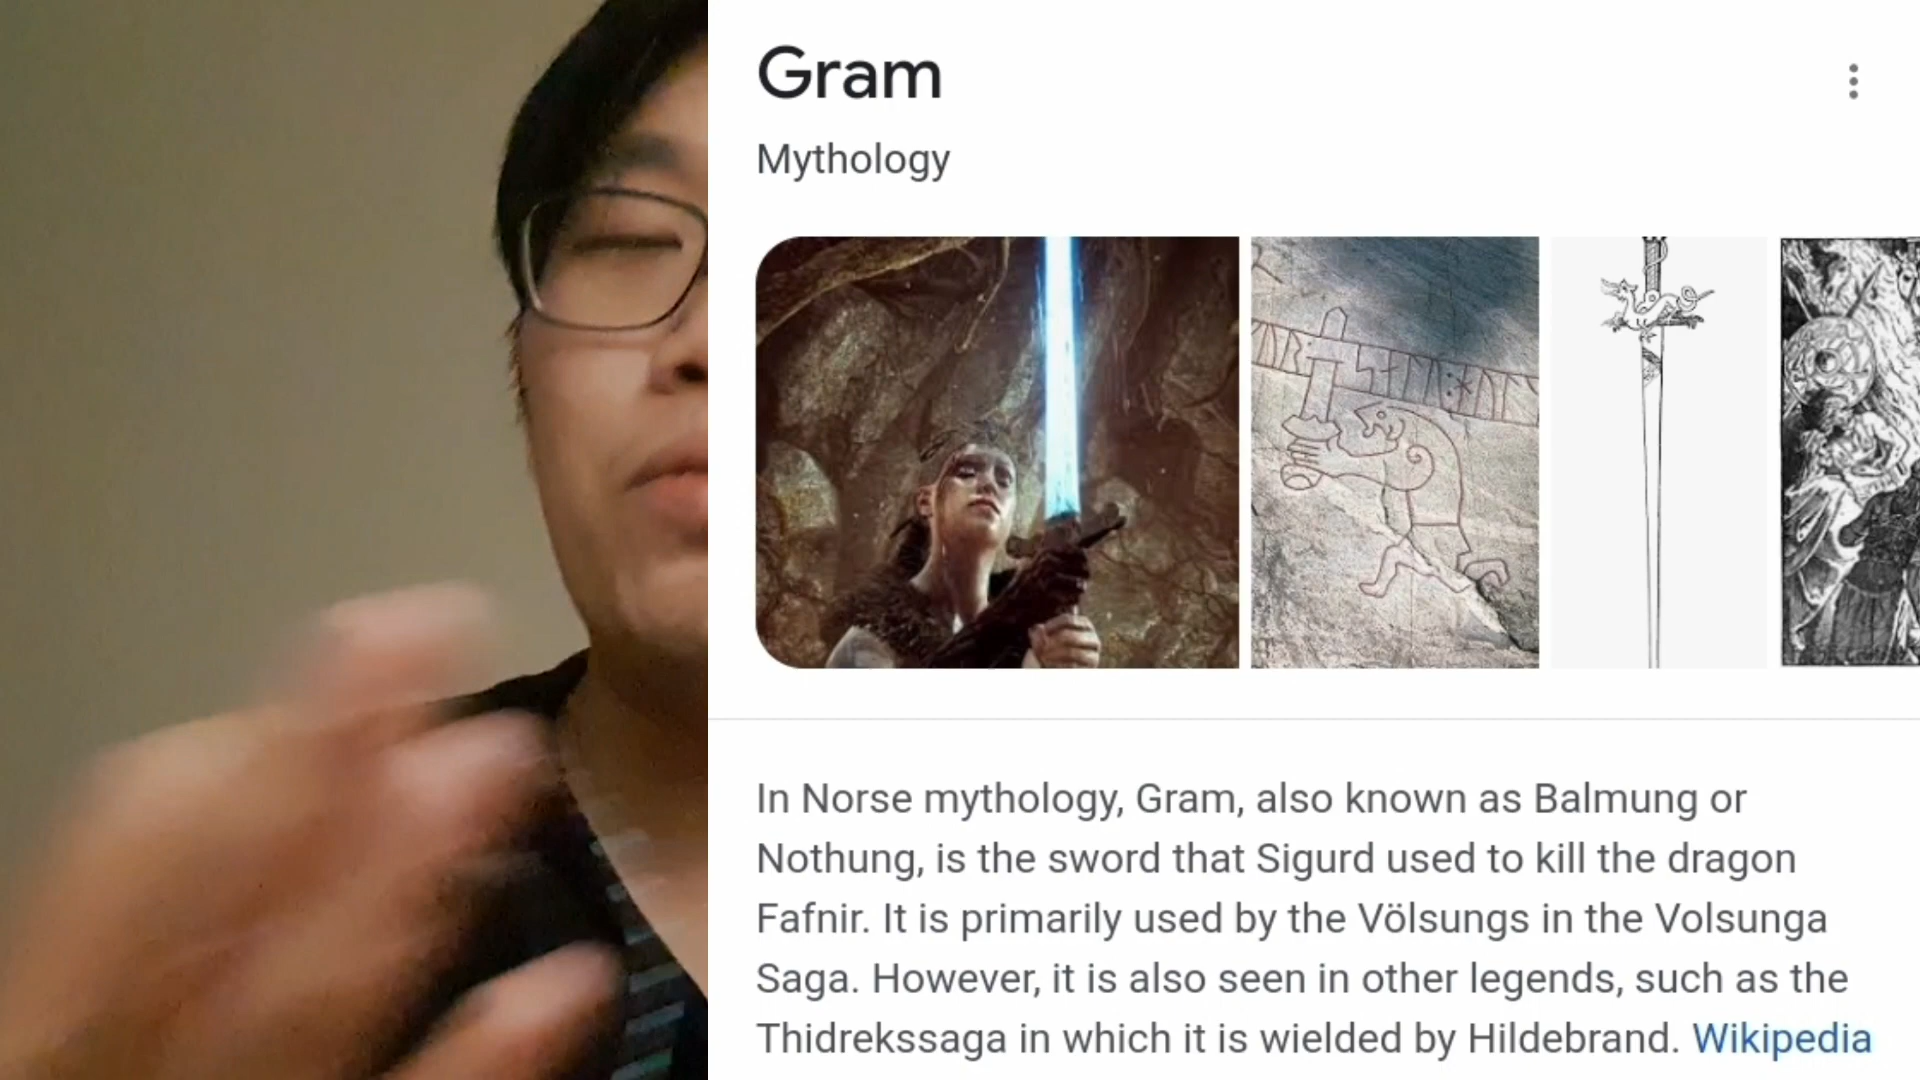 Gram
Mythology
In Norse mythology, Gram, also known as Balmung or
Nothung, is the sword that Sigurd used to kill the dragon
Fafnir. It is primarily used by the Völsungs in the Volsunga
Saga. However, it is also seen in other legends, such as the
Thidrekssaga in which it is wielded by Hildebrand. Wikipedia